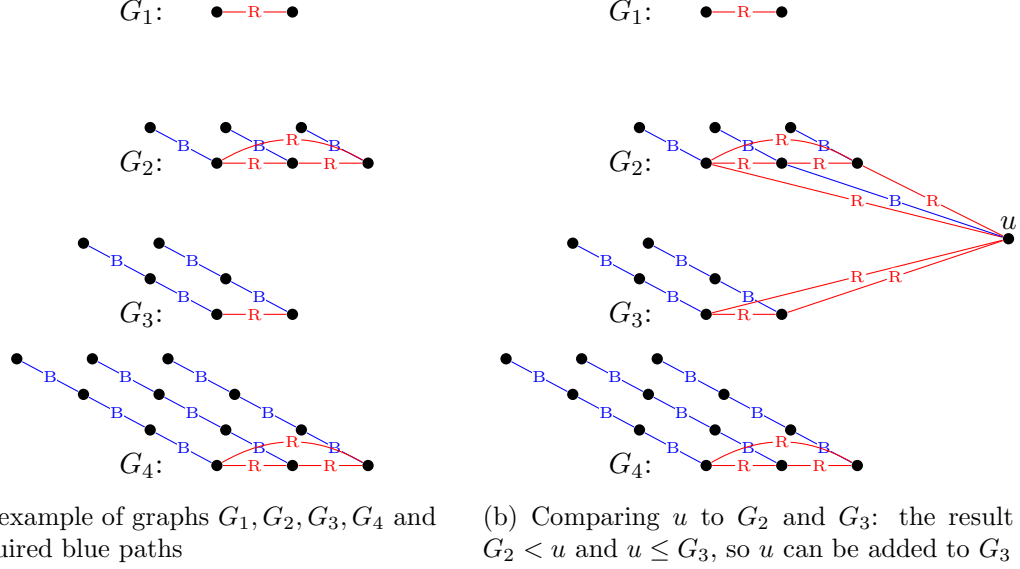 G₁: R
B B R B
G₂: R R
B B
B B
G₃: R
B B B
B B B
B B R B
G₄: R R
example of graphs G₁, G₂, G₃, G₄ and
uired blue paths
G₁: R
B B R B
G₂: R R
R B R
u
B B
R R
B B
G₃: R
B B B
B B B
B B R B
G₄: R R
(b) Comparing u to G₂ and G₃: the result
G₂ < u and u ≤ G₃, so u can be added to G₃